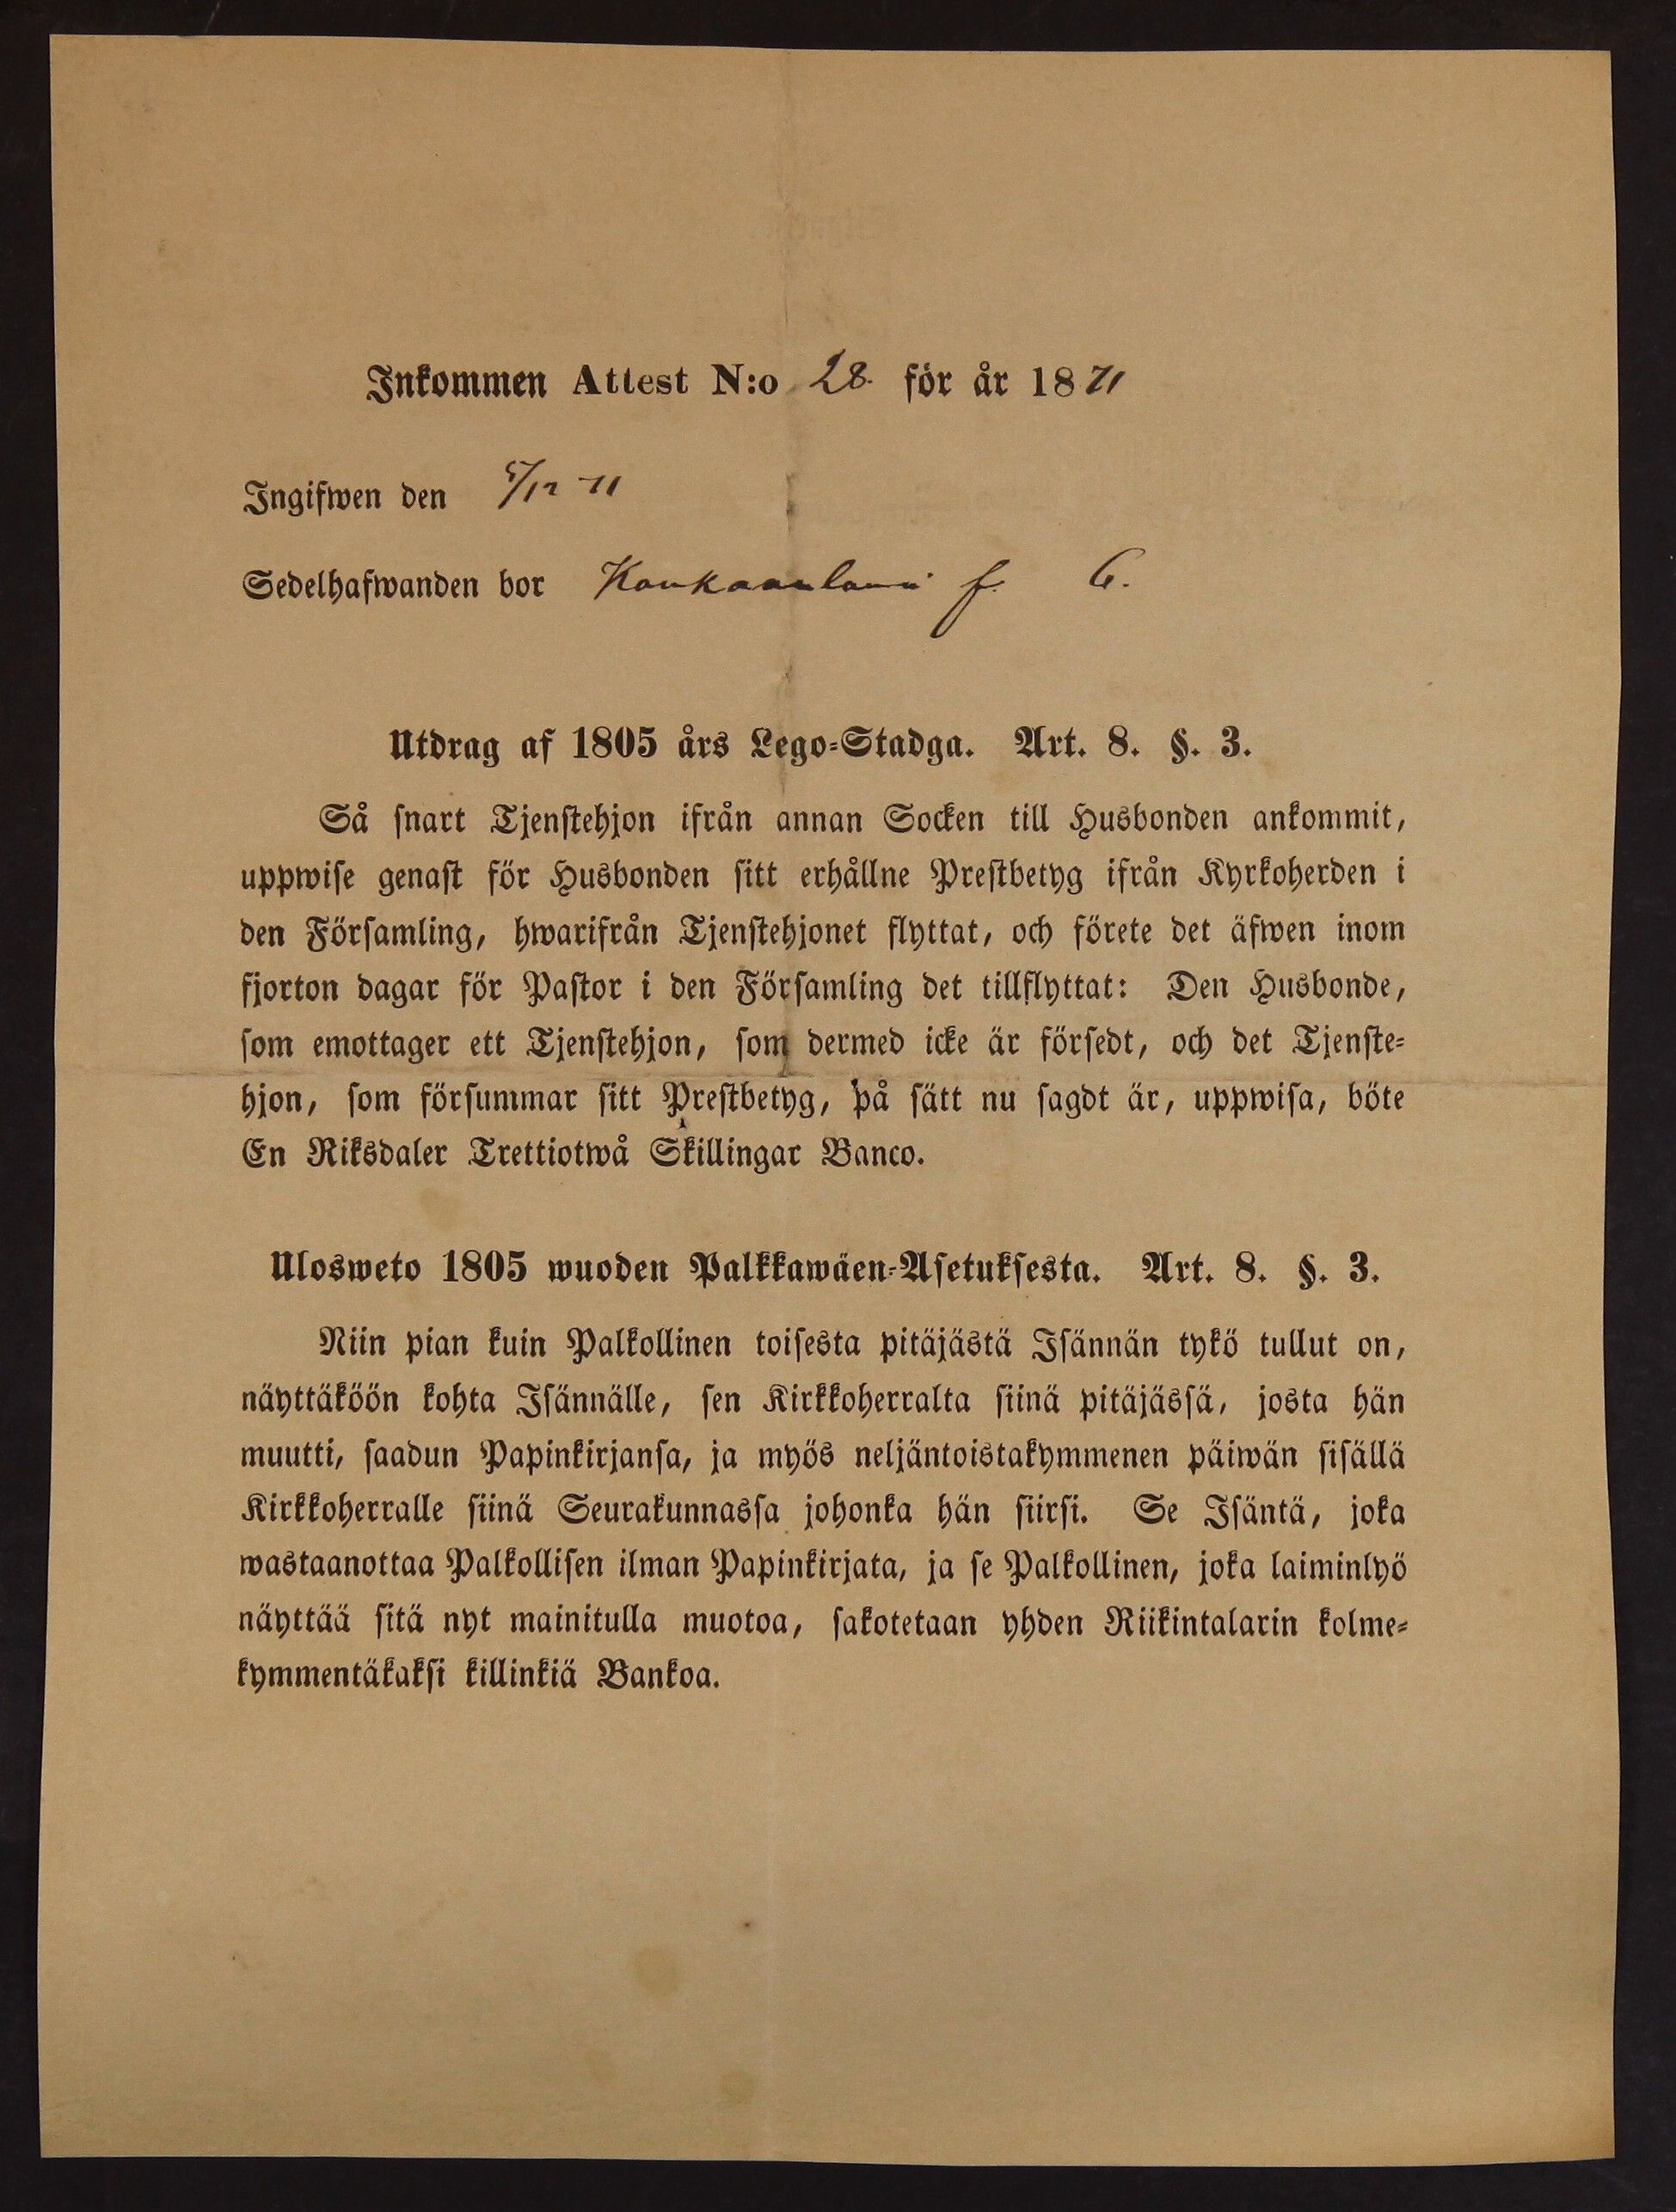 Inkommen Attest N:o 28. för år 1871
Ingifwen den 5/12 71
Sedelhafwanden bor f. 6.
Utdrag af 1805 års Lego-Stadga. Art. 8. §. 3.
Så snart Tjenstehjon ifrån annan Socken till Husbonden ankommit,
uppwise genast för Husbonden sitt erhållne Prestbetyg ifrån Kyrkoherden i
den Församling, hwarifrån Tjenstehjonet flyttat, och förete det äfwen inom
fjorton dagar för Pastor i den Församling det tillflyttat: Den Husbonde,
som emottager ett Tjenstehjon, som dermed icke är försedt, och det Tjenste-
hjon, som försummar sitt Prestbetyg, på sätt nu sagdt är, uppwisa, böte
En Riksdaler Trettiotwå Skillingar Banco.
Ulosweto 1805 wuoden Palkkawäen-Asetuksesta. Art. 8. §. 3.
Niin pian kuin Palkollinen toisesta pitäjästä Isännän tykö tullut on,
näyttäköön kohta Isännälle, sen Kirkkoherralta siinä pitäjässä, josta hän
muutti, saadun Papinkirjansa, ja myös neljäntoistakymmenen päiwän sisällä
Kirkkoherralle siinä Seurakunnassa johonka hän siirsi. Se Isäntä, joka
wastaanottaa Palkollisen ilman Papinkirjata, ja se Palkollinen, joka laiminlyö
näyttää sitä nyt mainitulla muotoa, sakotetaan yhden Riikintalarin kolme-
kymmentäkaksi killinkiä Bankoa.